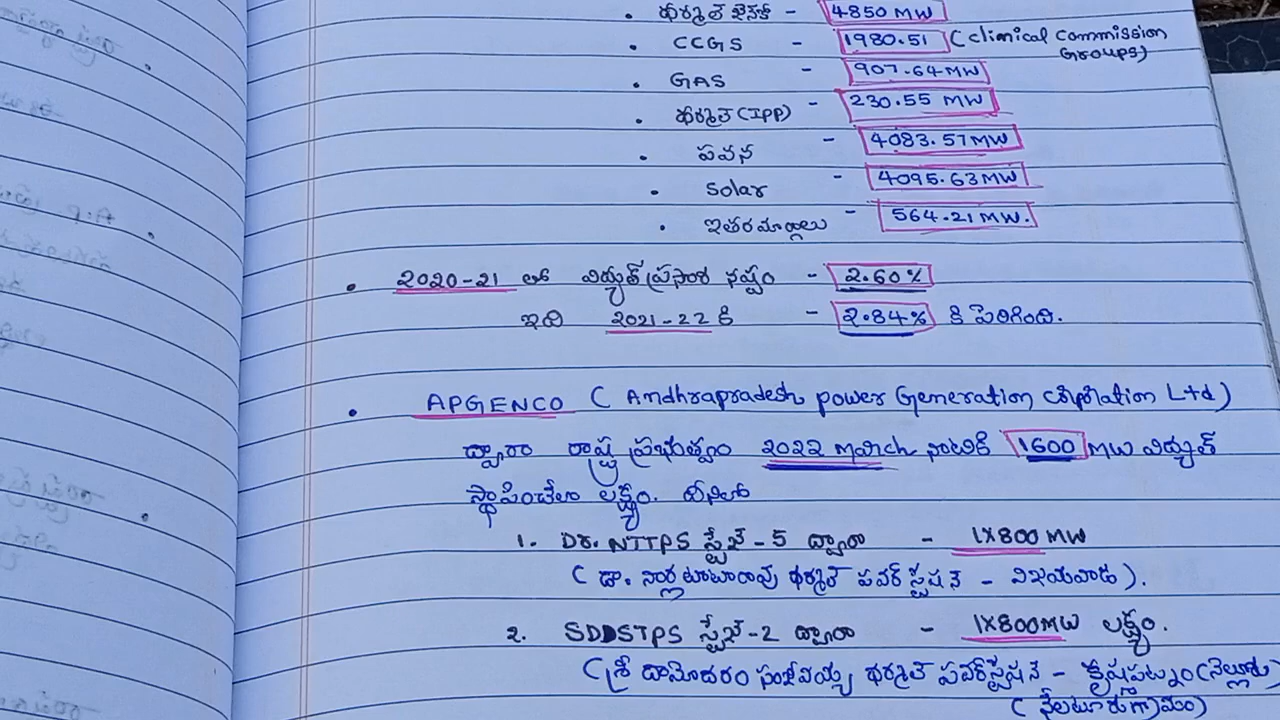 • థర్మల్ జెన్‌కో - 4850 MW
• CCGS - 1980.51 (clinical commission Groups)
• GAS - 907.64 MW
• థర్మల్ (IPP) - 230.55 MW
• పవన - 4083.57 MW
• Solar - 4095.63 MW
• ఇతరమార్గాలు - 564.21 MW.
• 2020-21 లో విద్యుత్ ప్రసార నష్టం - 2.60%
ఇది 2021-22 కి - 2.84% కి పెరిగింది.
• APGENCO (Andhrapradesh power Generation corporation Ltd)
ద్వారా రాష్ట్ర ప్రభుత్వం 2022 March నాటికి 1600 MW విద్యుత్
స్థాపించేలా లక్ష్యం. దీనిలో
1. DR. NTTPS స్టేజ్ - 5 ద్వారా - 1X800 MW
(డా. నార్ల తాతారావు థర్మల్ పవర్ స్టేషన్ - విజయవాడ).
2. SDDSTPS స్టేజ్ - 2 ద్వారా - 1X800MW లక్ష్యం.
(శ్రీ దామోదరం సంజీవయ్య థర్మల్ పవర్‌స్టేషన్ - కృష్ణపట్నం (నెల్లూరు)
(నేలటూరు గ్రామం)